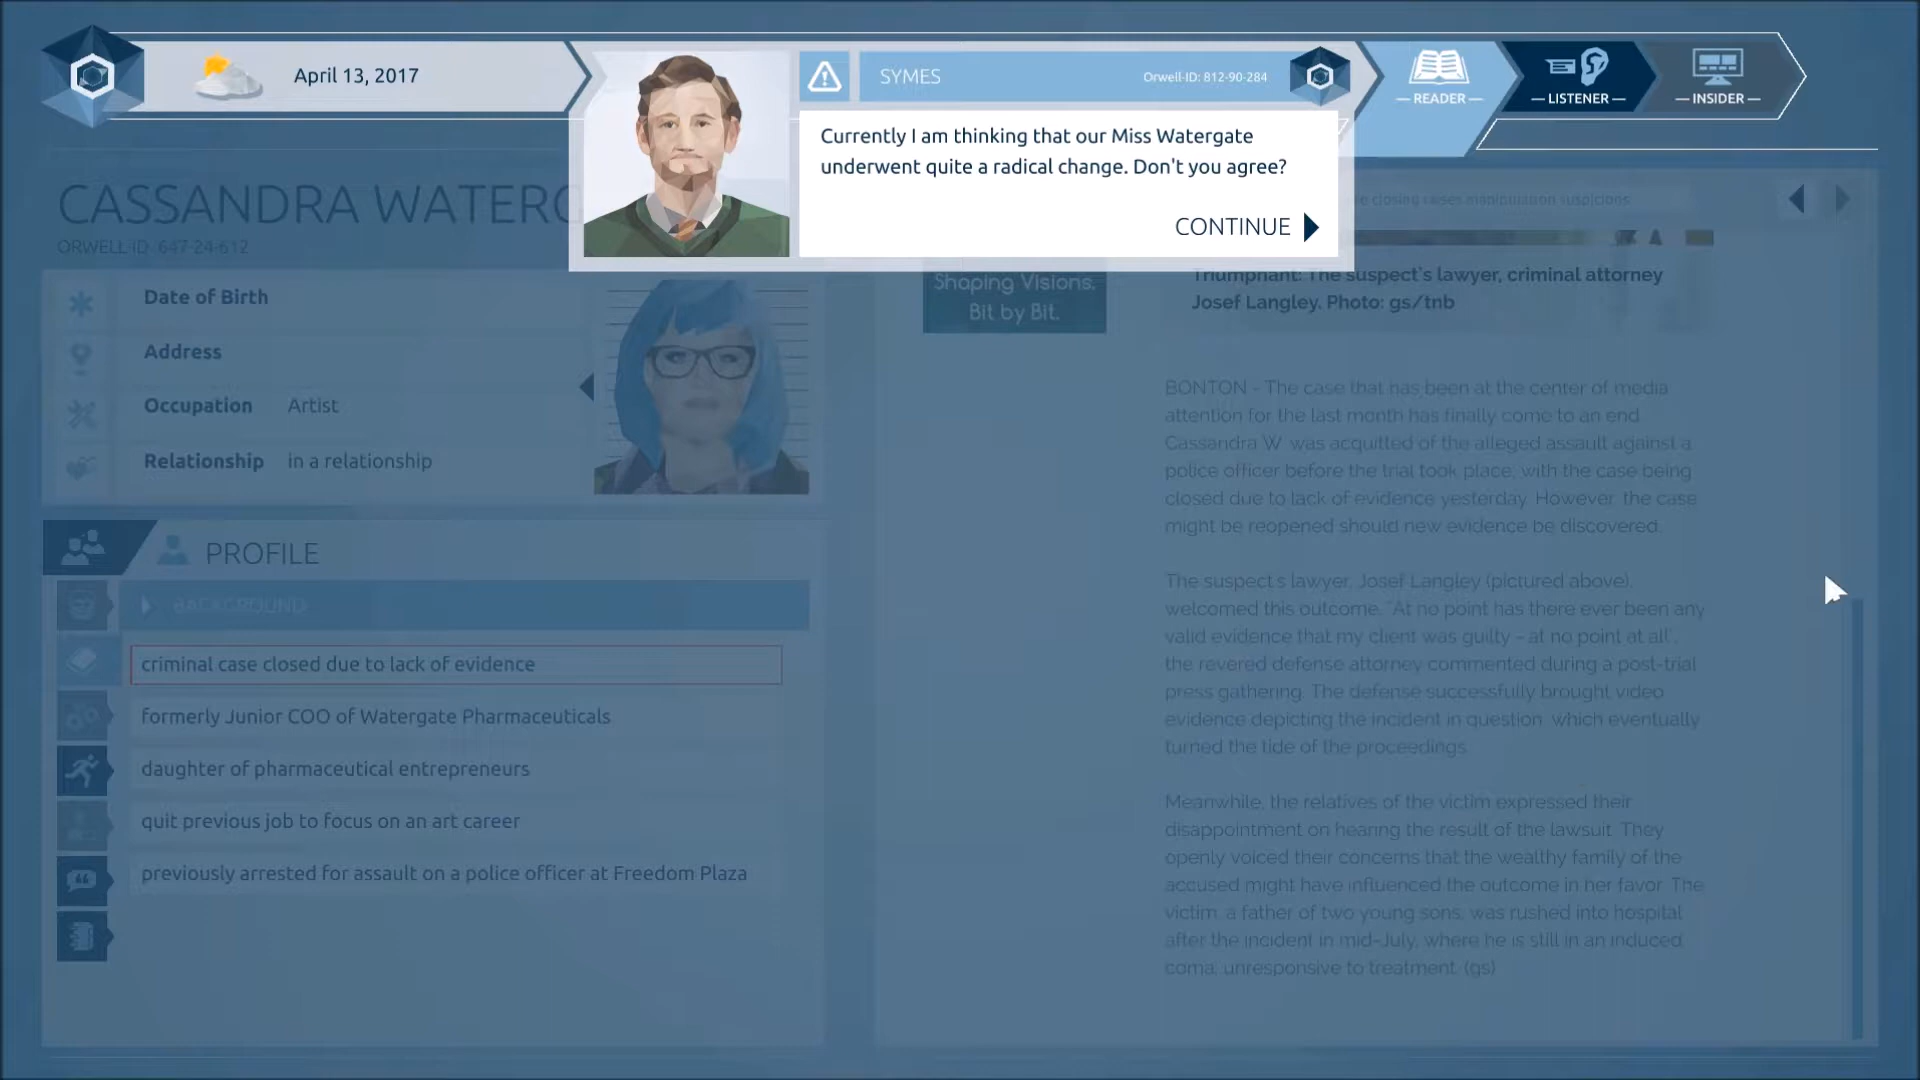 April 13, 2017
SYMES
Orwell-ID: 812-90-284
READER
LISTENER
INSIDER
Currently I am thinking that our Miss Watergate
underwent quite a radical change. Don't you agree?
CONTINUE
CASSANDRA WATERG
ORWELL-ID: 647-24-612
Date of Birth
Address
Occupation Artist
Relationship in a relationship
PROFILE
BACKGROUND
criminal case closed due to lack of evidence
formerly Junior COO of Watergate Pharmaceuticals
daughter of pharmaceutical entrepreneurs
quit previous job to focus on an art career
previously arrested for assault on a police officer at Freedom Plaza
closing raises manipulation suspicions
Shaping Visions.
Bit by Bit.
Triumphant: The suspect's lawyer, criminal attorney
Josef Langley. Photo: gs/tnb
BONTON - The case that has been at the center of media
attention for the last month has finally come to an end.
Cassandra W. was acquitted of the alleged assault against a
police officer before the trial took place, with the case being
closed due to lack of evidence yesterday. However, the case
might be reopened should new evidence be discovered.
The suspect's lawyer, Josef Langley (pictured above),
welcomed this outcome. "At no point has there ever been any
valid evidence that my client was guilty - at no point at all",
the revered defense attorney commented during a post-trial
press gathering. The defense successfully brought video
evidence depicting the incident in question, which eventually
turned the tide of the proceedings.
Meanwhile, the relatives of the victim expressed their
disappointment on hearing the result of the lawsuit. They
openly voiced their concerns that the wealthy family of the
accused might have influenced the outcome in her favor. The
victim, a father of two young sons, was rushed into hospital
after the incident in mid-July, where he is still in an induced
coma, unresponsive to treatment. (gs)